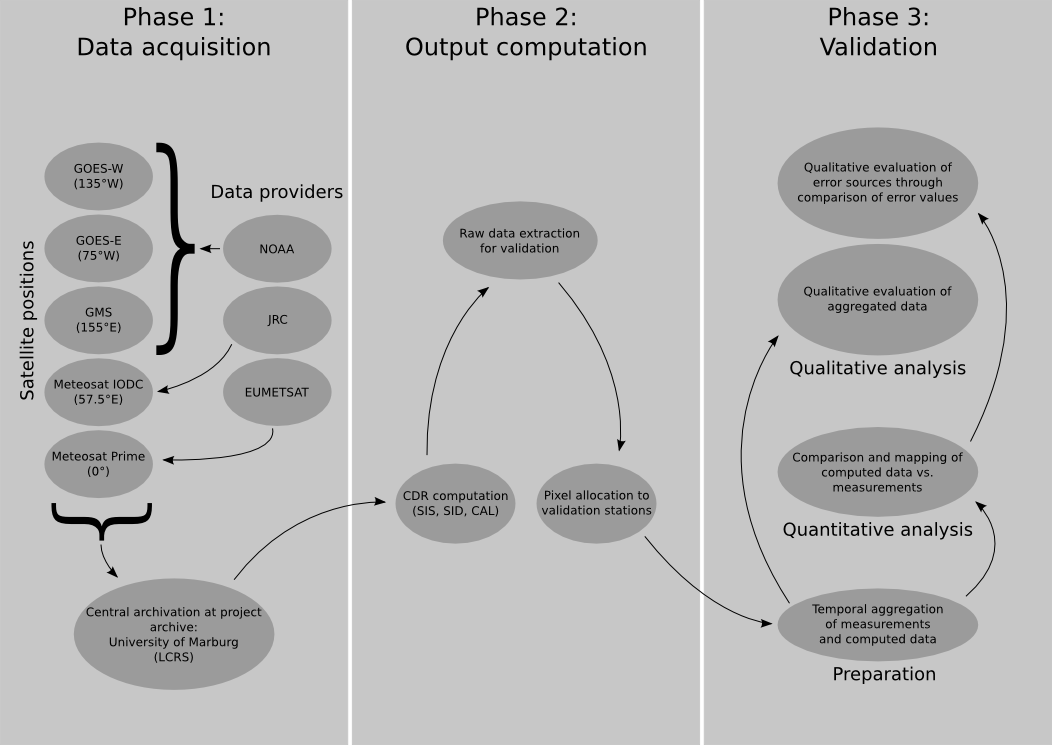 Phase 1:
Data acquisition
Satellite positions
GOES-W
(135°W)
GOES-E
(75°W)
GMS
(155°E)
Meteosat IODC
(57.5°E)
Meteosat Prime
(0°)
Data providers
NOAA
JRC
EUMETSAT
Central archivation at project
archive:
University of Marburg
(LCRS)
Phase 2:
Output computation
Raw data extraction
for validation
CDR computation
(SIS, SID, CAL)
Pixel allocation to
validation stations
Phase 3:
Validation
Qualitative evaluation of
error sources through
comparison of error values
Qualitative evaluation of
aggregated data
Qualitative analysis
Comparison and mapping of
computed data vs.
measurements
Quantitative analysis
Temporal aggregation
of measurements
and computed data
Preparation